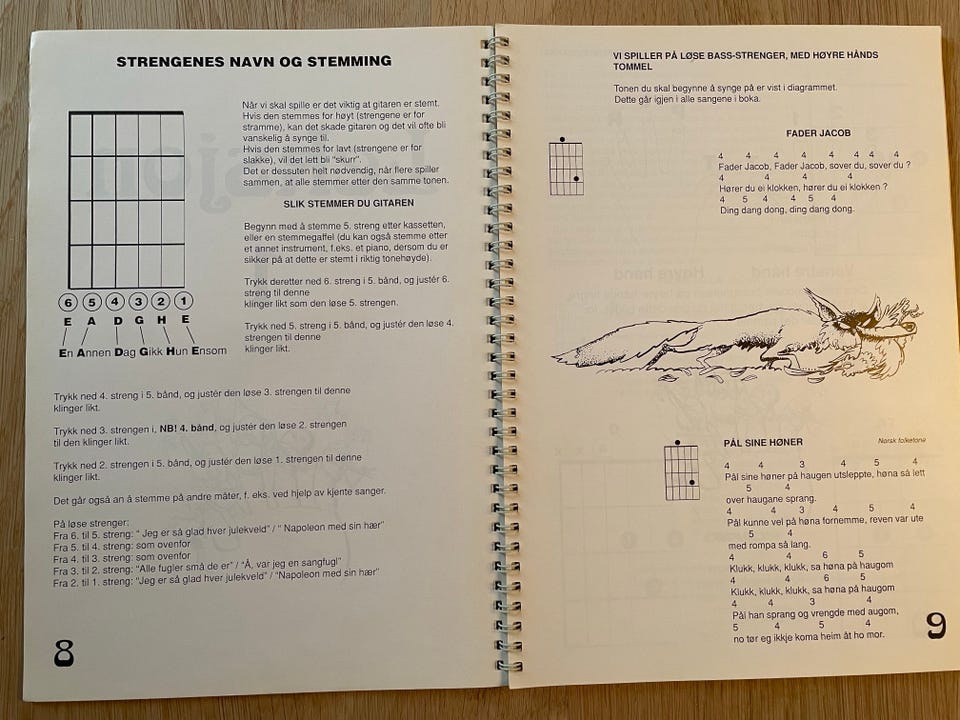 STRENGENES NAVN OG STEMMING
Når vi skal spille er det viktig at gitaren er stemt.
Hvis den stemmes for høyt (strengene er for
stramme), kan det skade gitaren og det vil ofte bli
vanskelig å synge til.
Hvis den stemmes for lavt (strengene er for
slakke), vil det lett bli "skurr".
Det er dessuten helt nødvendig, når flere spiller
sammen, at alle stemmer etter den samme tonen.
SLIK STEMMER DU GITAREN
Begynn med å stemme 5. streng etter kassetten,
eller en stemmegaffel (du kan også stemme etter
et annet instrument, f.eks. et piano, dersom du er
sikker på at dette er stemt i riktig tonehøyde).
Trykk deretter ned 6. streng i 5. bånd, og justér 6.
streng til denne
klinger likt som den løse 5. strengen.
Trykk ned 5. streng i 5. bånd, og justér den løse 4.
strengen til denne
klinger likt.
6 5 4 3 2 1
E A D G H E
En Annen Dag Gikk Hun Ensom
Trykk ned 4. streng i 5. bånd, og justér den løse 3. strengen til denne
klinger likt.
Trykk ned 3. streng i, NB! 4. bånd, og justér den løse 2. strengen
til den klinger likt.
Trykk ned 2. streng i 5. bånd, og justér den løse 1. strengen til denne
klinger likt.
Det går også an å stemme på andre måter, f. eks. ved hjelp av kjente sanger.
På løse strenger:
Fra 6. til 5. streng: " Jeg er så glad hver julekveld" / " Napoleon med sin hær"
Fra 5. til 4. streng: som ovenfor
Fra 4. til 3. streng: som ovenfor
Fra 3. til 2. streng: "Alle fugler små de er" / "Å, var jeg en sangfugl"
Fra 2. til 1. streng: "Jeg er så glad hver julekveld" / "Napoleon med sin hær"
8
VI SPILLER PÅ LØSE BASS-STRENGER, MED HØYRE HÅNDS
TOMMEL
Tonen du skal begynne å synge på er vist i diagrammet.
Dette går igjen i alle sangene i boka.
FADER JACOB
4 4 4 4 4 4 4
Fader Jacob, Fader Jacob, sover du, sover du ?
4 4 4 4
Hører du ei klokken, hører du ei klokken ?
4 5 4 4 5 4
Ding dang dong, ding dang dong.
PÅL SINE HØNER
Norsk folketone
4 4 3 4 5 4
Pål sine høner på haugen utsleppte, høna så lett
5 4
over haugane sprang.
4 4 3 4 5 4
Pål kunne vel på høna fornemme, reven var ute
5 4
med rompa så lang.
4 4 6 5
Klukk, klukk, klukk, sa høna på haugom
4 4 6 5
Klukk, klukk, klukk, sa høna på haugom
4 4 3 4
Pål han sprang og vrengde med augom,
5 4 5 4
no tør eg ikkje koma heim åt ho mor.
9